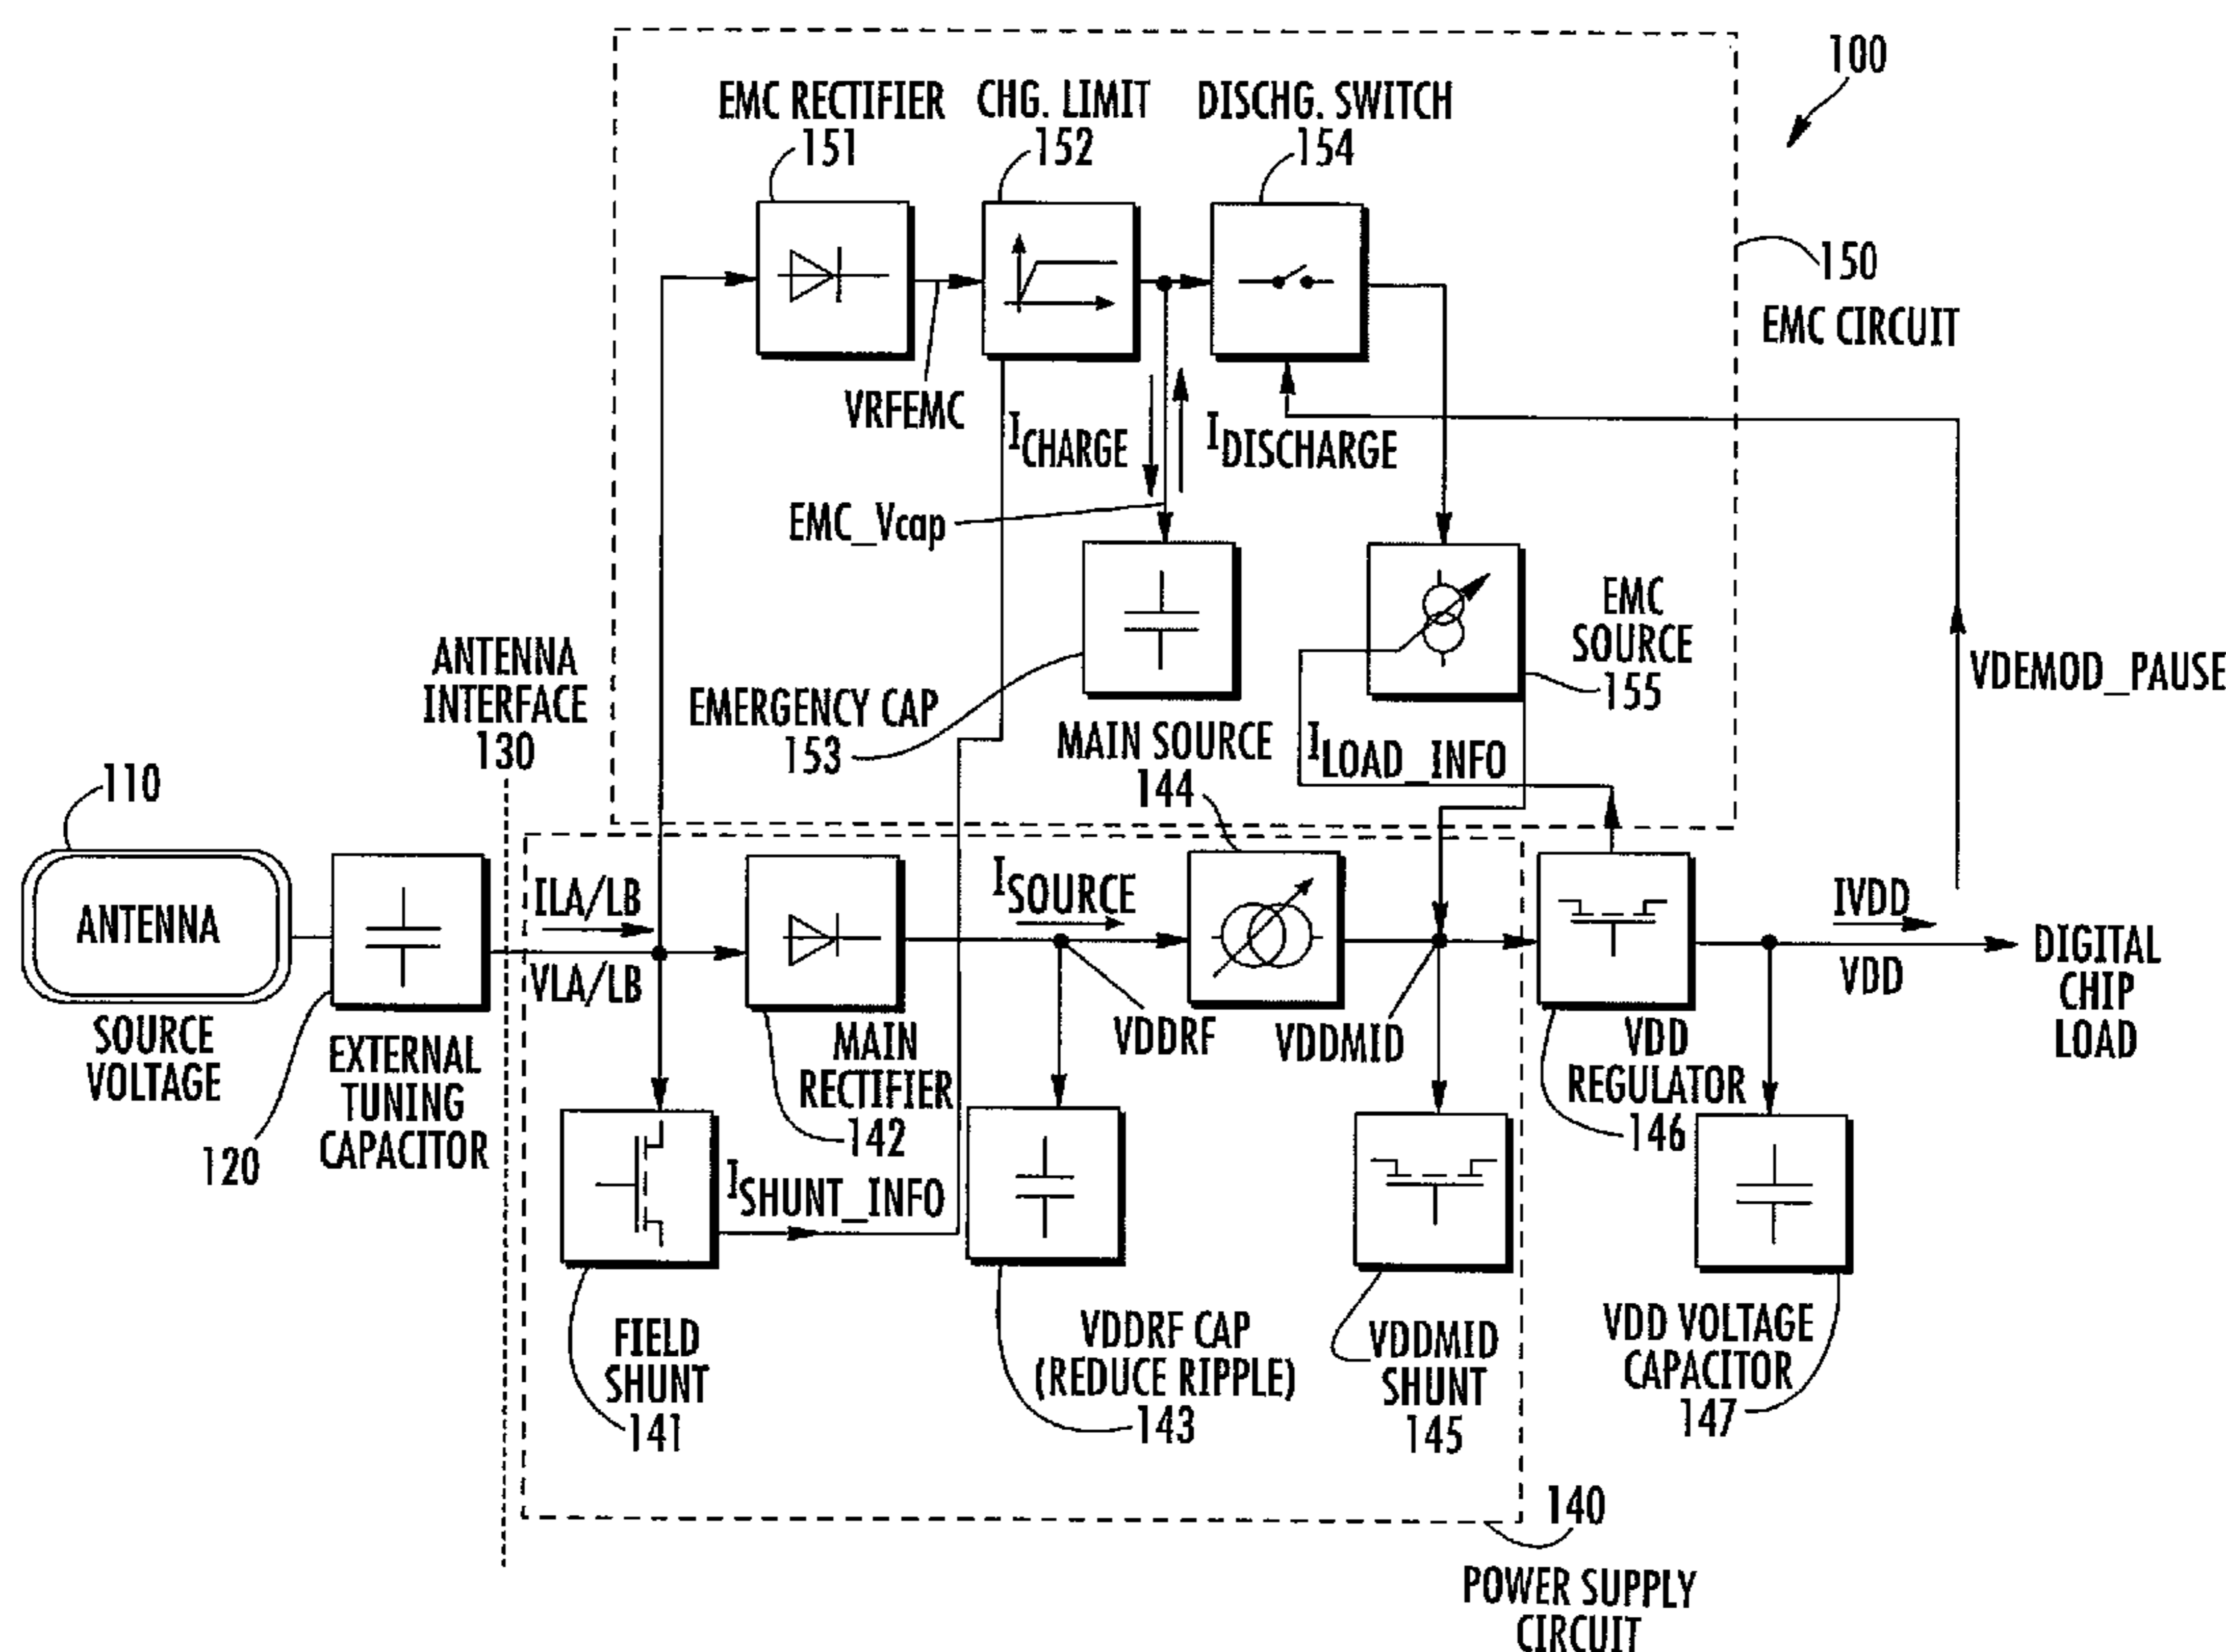 100
EMC RECTIFIER
151
CHG. LIMIT
152
DISCHG. SWITCH
154
150
EMC CIRCUIT
VRFEMC
ICHARGE
IDISCHARGE
EMC_Vcap
EMC
SOURCE
155
VDEMOD_PAUSE
ANTENNA
INTERFACE
130
EMERGENCY CAP
153
MAIN SOURCE
144
ILOAD_INFO
110
ANTENNA
SOURCE
VOLTAGE
120
EXTERNAL
TUNING
CAPACITOR
ILA/LB
VLA/LB
MAIN
RECTIFIER
142
ISOURCE
VDDRF
VDDMID
VDD
REGULATOR
146
IVDD
VDD
DIGITAL
CHIP
LOAD
ISHUNT_INFO
FIELD
SHUNT
141
VDDRF CAP
(REDUCE RIPPLE)
143
VDDMID
SHUNT
145
VDD VOLTAGE
CAPACITOR
147
140
POWER SUPPLY
CIRCUIT